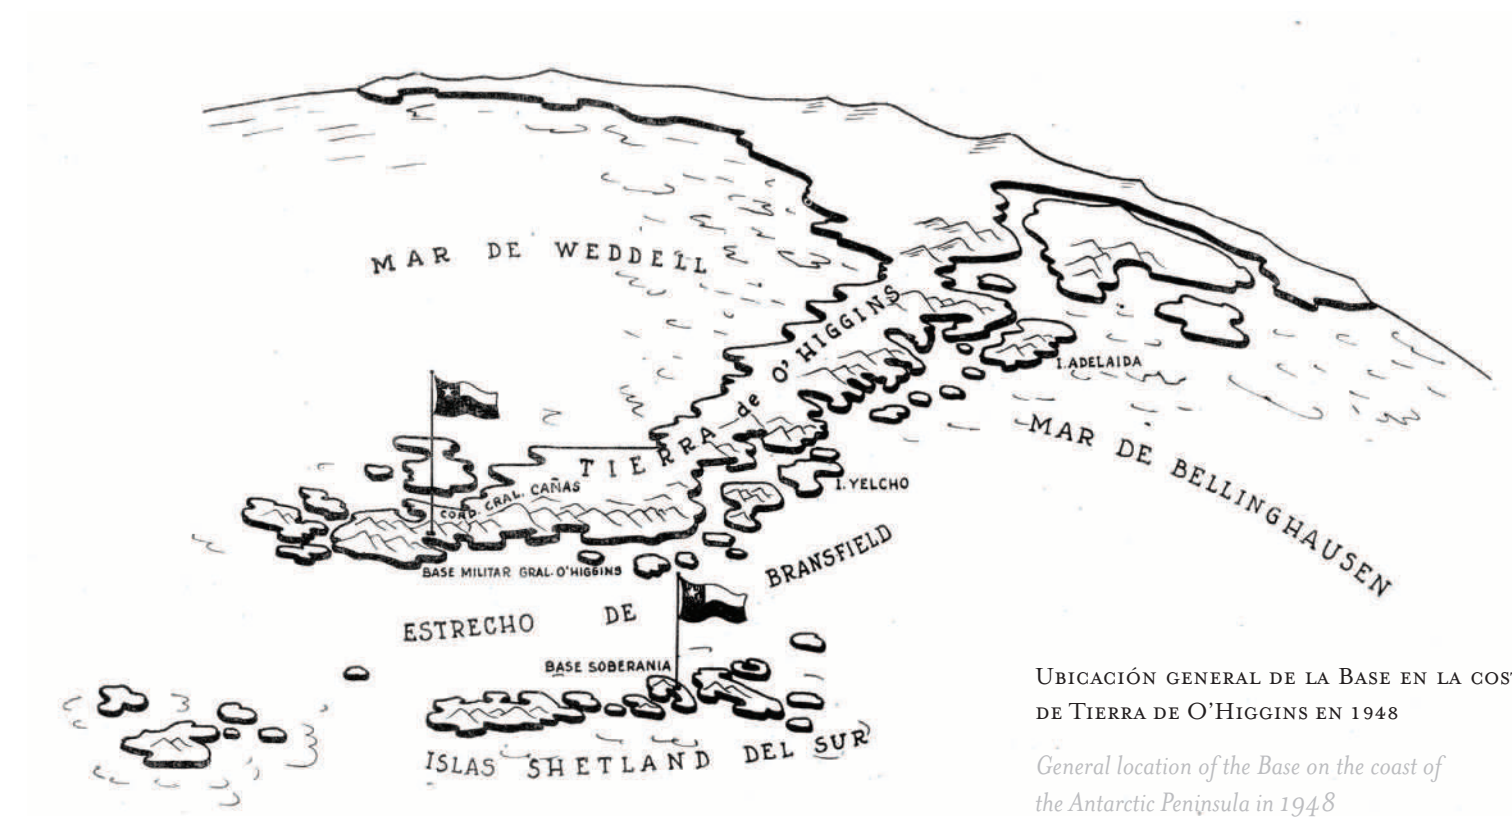 MAR DE WEDDELL
TIERRA de O'HIGGINS
I. ADELAIDA
MAR DE BELLINGHAUSEN
I. YELCHO
CORD. GRAL. CAÑAS
BASE MILITAR GRAL. O'HIGGINS
ESTRECHO DE BRANSFIELD
BASE SOBERANIA
ISLAS SHETLAND DEL SUR
Ubicación general de la Base en la cos
de Tierra de O'Higgins en 1948
General location of the Base on the coast of
the Antarctic Peninsula in 1948